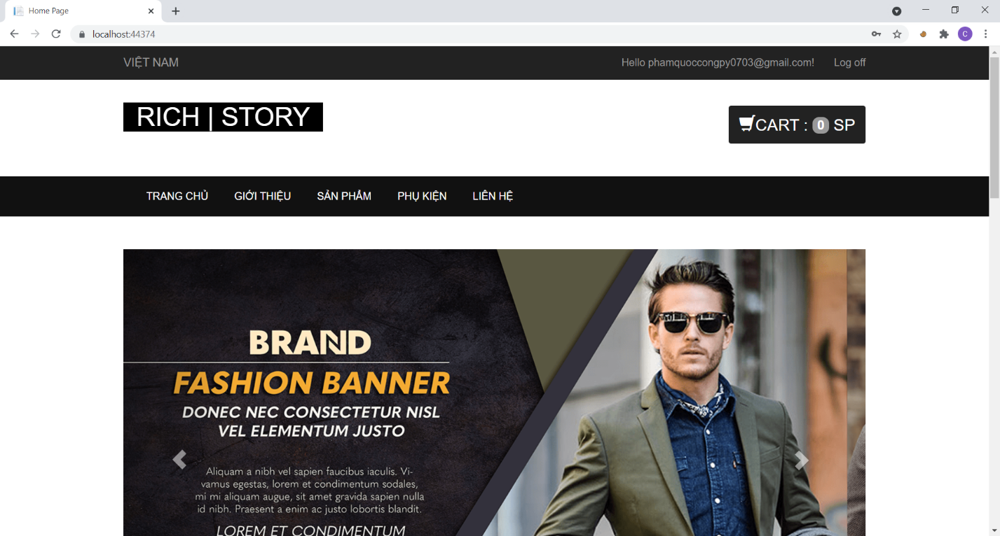 Home Page
localhost:44374
C
VIỆT NAM
Hello phamquoccongpy0703@gmail.com! Log off
RICH | STORY
CART : 0 SP
TRANG CHỦ GIỚI THIỆU SẢN PHẨM PHỤ KIỆN LIÊN HỆ
BRAND
FASHION BANNER
DONEC NEC CONSECTETUR NISL
VEL ELEMENTUM JUSTO
Aliquam a nibh vel sapien faucibus iaculis. Vi-
vamus egestas, lorem et condimentum sodales,
mi mi aliquam augue, sit amet gravida sapien nulla
id nibh. Praesent a enim ac justo lobortis blandit.
LOREM ET CONDIMENTUM